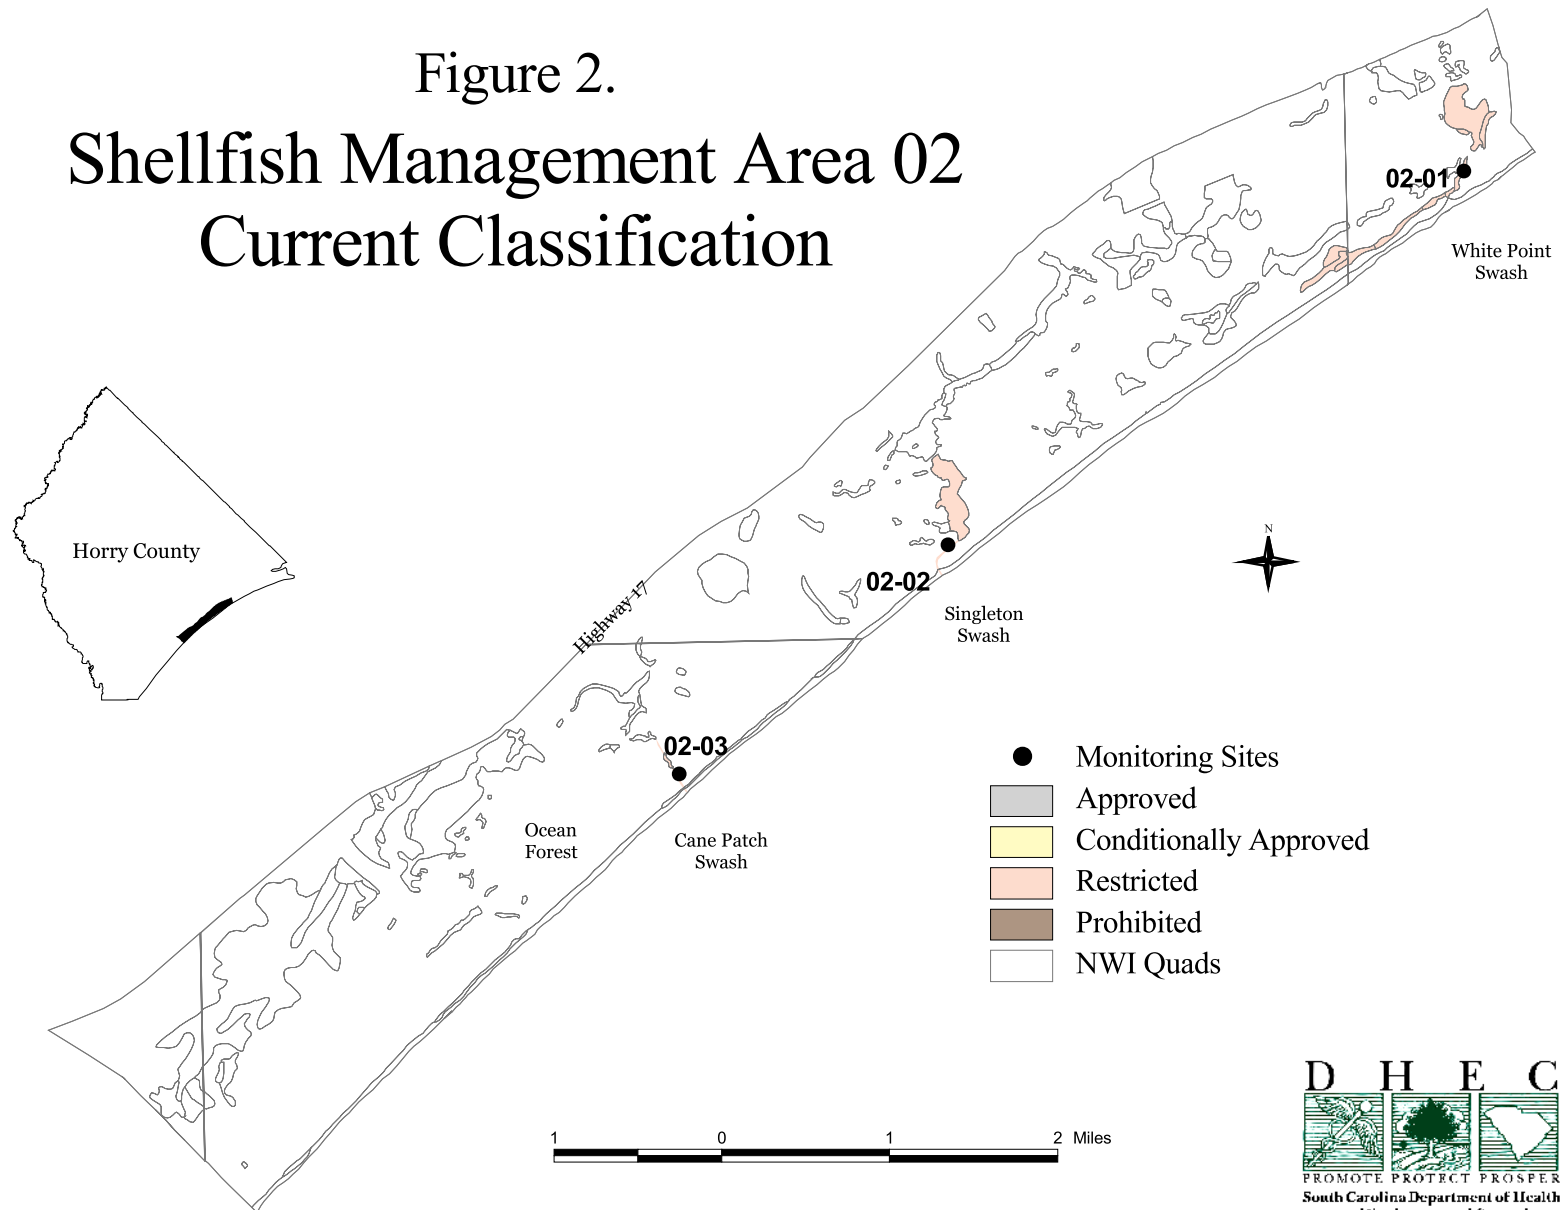 Figure 2.
Shellfish Management Area 02
Current Classification
02-01
White Point
Swash
Horry County
N
02-02
Singleton
Swash
Highway 17
02-03
Ocean
Forest
Cane Patch
Swash
Monitoring Sites
Approved
Conditionally Approved
Restricted
Prohibited
NWI Quads
1 0 1 2 Miles
D H E C
PROMOTE PROTECT PROSPER
South Carolina Department of Health